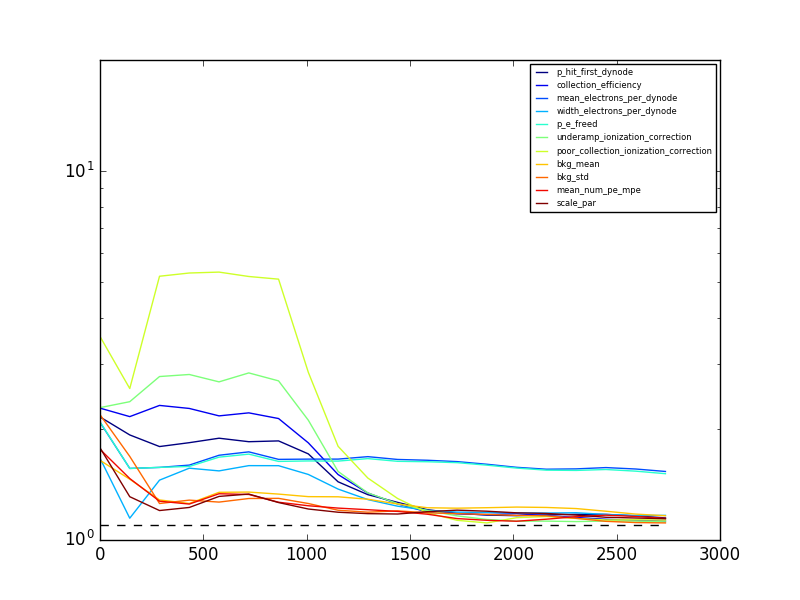 10¹
10⁰
0
500
1000
1500
2000
2500
3000
p_hit_first_dynode
collection_efficiency
mean_electrons_per_dynode
width_electrons_per_dynode
p_e_freed
underamp_ionization_correction
poor_collection_ionization_correction
bkg_mean
bkg_std
mean_num_pe_mpe
scale_par